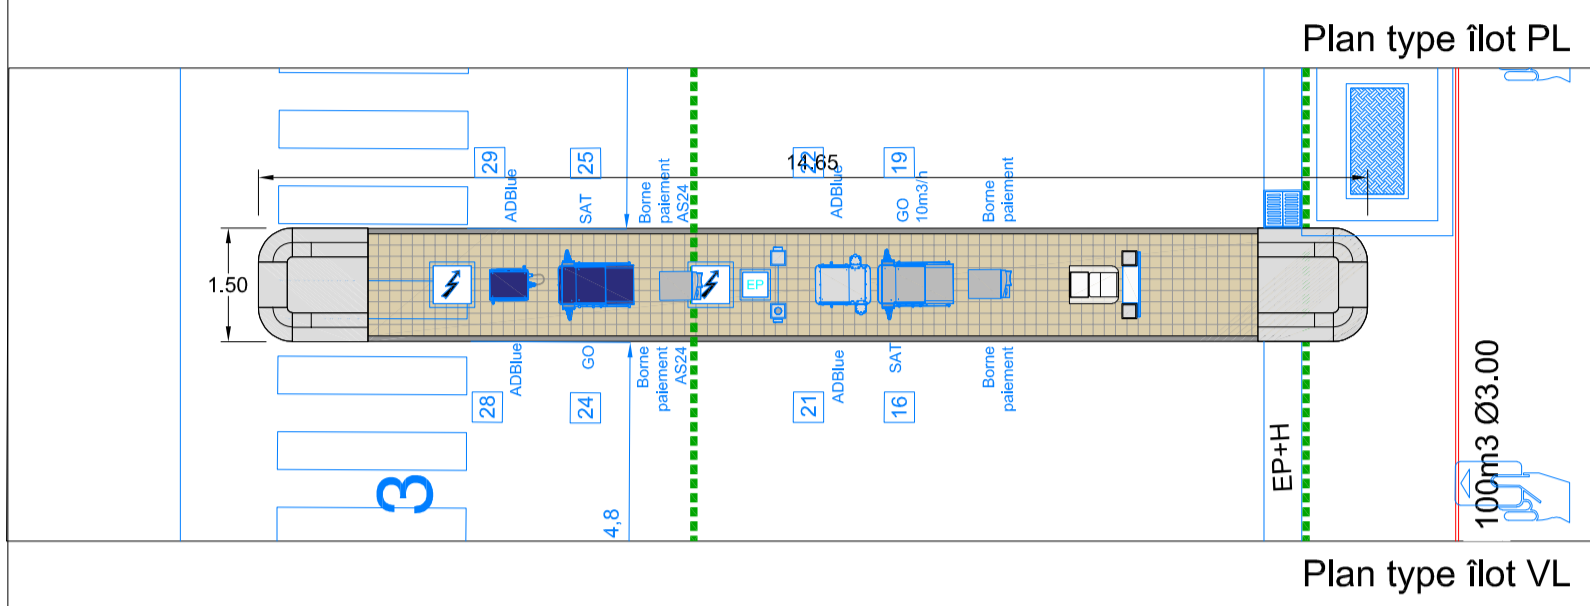 Plan type îlot PL
29
ADBlue
25
SAT
Borne
paiement
AS24
22
14.65
ADBlue
19
GO
10m3/h
Borne
paiement
1.50
EP
ADBlue
28
GO
24
Borne
paiement
AS24
ADBlue
21
SAT
16
Borne
paiement
3
4,8
EP+H
100m3 Ø3.00
Plan type îlot VL